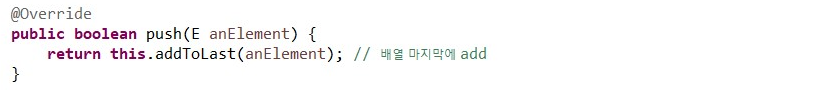 @Override
public boolean push(E anElement) {
    return this.addToLast(anElement); // 배열 마지막에 add
}